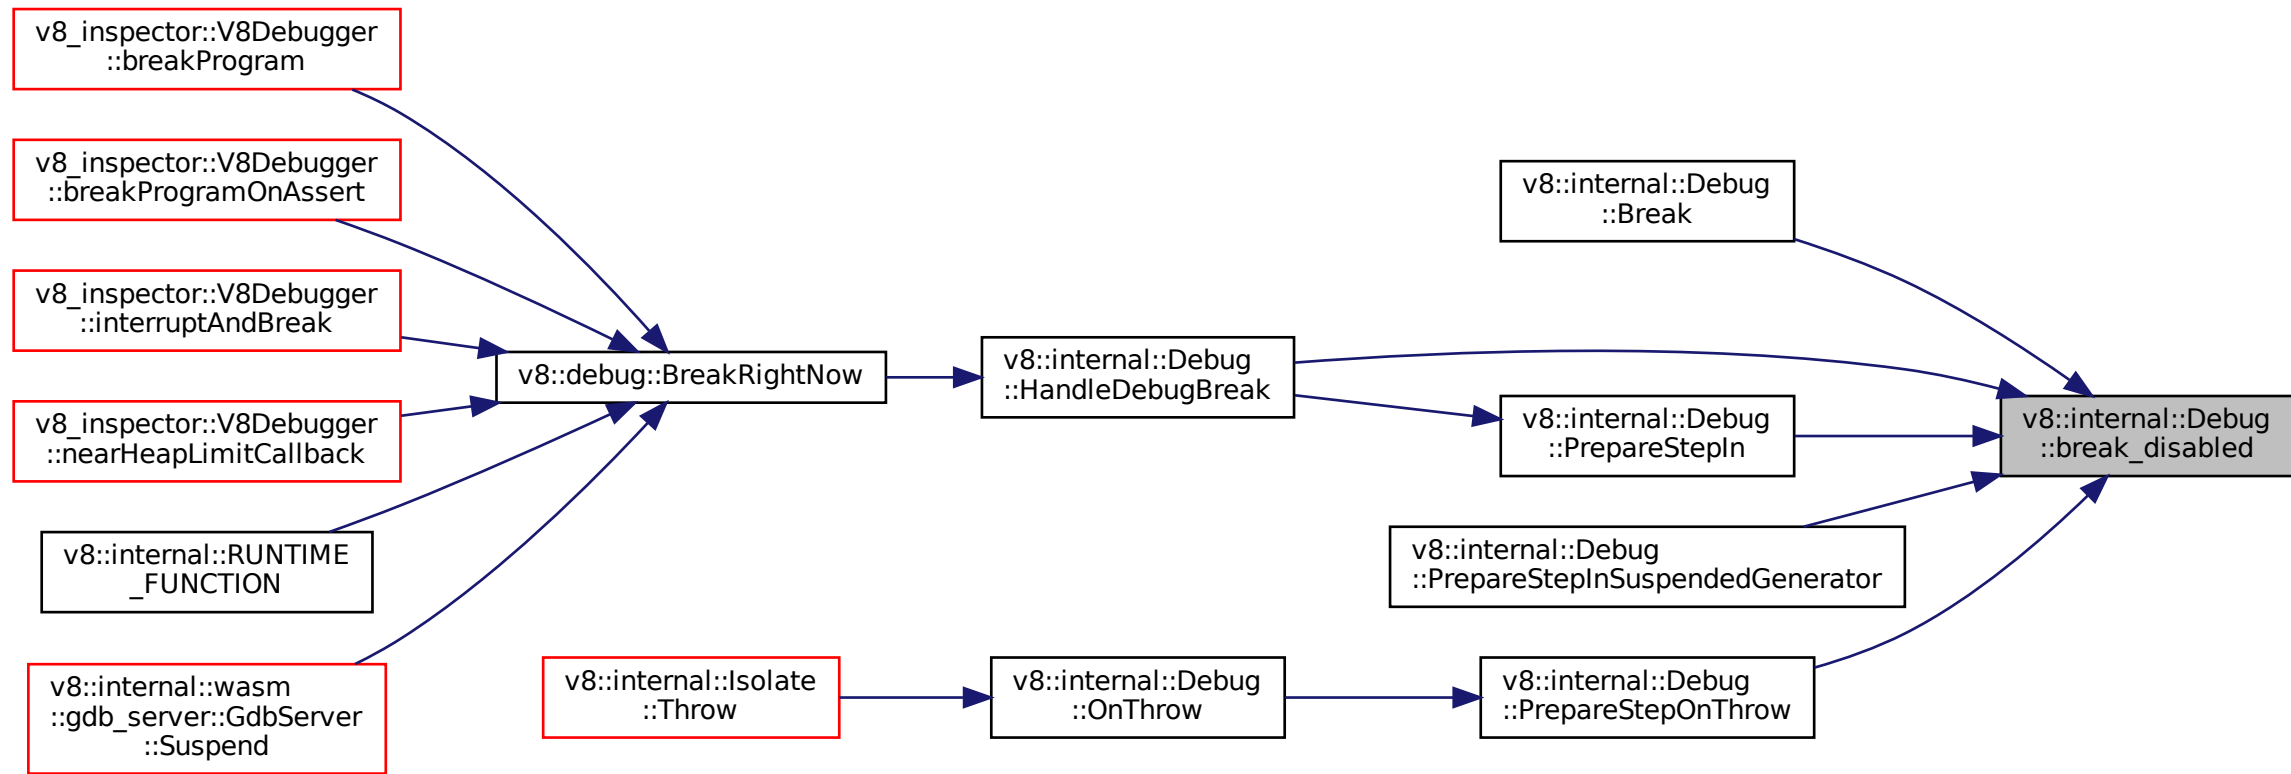 v8_inspector::V8Debugger
::breakProgram
v8_inspector::V8Debugger
::breakProgramOnAssert
v8_inspector::V8Debugger
::interruptAndBreak
v8_inspector::V8Debugger
::nearHeapLimitCallback
v8::internal::RUNTIME
_FUNCTION
v8::internal::wasm
::gdb_server::GdbServer
::Suspend
v8::debug::BreakRightNow
v8::internal::Isolate
::Throw
v8::internal::Debug
::HandleDebugBreak
v8::internal::Debug
::OnThrow
v8::internal::Debug
::Break
v8::internal::Debug
::PrepareStepIn
v8::internal::Debug
::PrepareStepInSuspendedGenerator
v8::internal::Debug
::PrepareStepOnThrow
v8::internal::Debug
::break_disabled